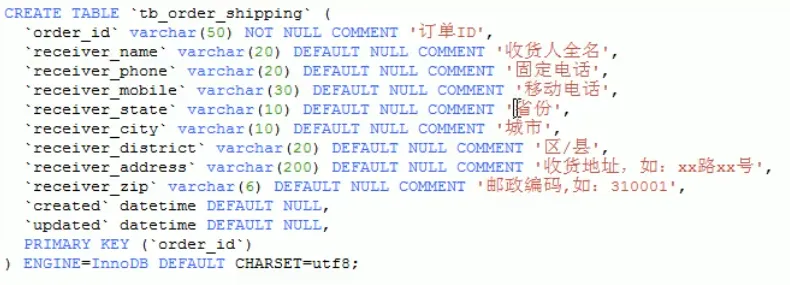 CREATE TABLE `tb_order_shipping` (
`order_id` varchar(50) NOT NULL COMMENT '订单ID',
`receiver_name` varchar(20) DEFAULT NULL COMMENT '收货人全名',
`receiver_phone` varchar(20) DEFAULT NULL COMMENT '固定电话',
`receiver_mobile` varchar(30) DEFAULT NULL COMMENT '移动电话',
`receiver_state` varchar(10) DEFAULT NULL COMMENT '省份',
`receiver_city` varchar(10) DEFAULT NULL COMMENT '城市',
`receiver_district` varchar(20) DEFAULT NULL COMMENT '区/县',
`receiver_address` varchar(200) DEFAULT NULL COMMENT '收货地址，如：xx路xx号',
`receiver_zip` varchar(6) DEFAULT NULL COMMENT '邮政编码,如：310001',
`created` datetime DEFAULT NULL,
`updated` datetime DEFAULT NULL,
PRIMARY KEY (`order_id`)
) ENGINE=InnoDB DEFAULT CHARSET=utf8;